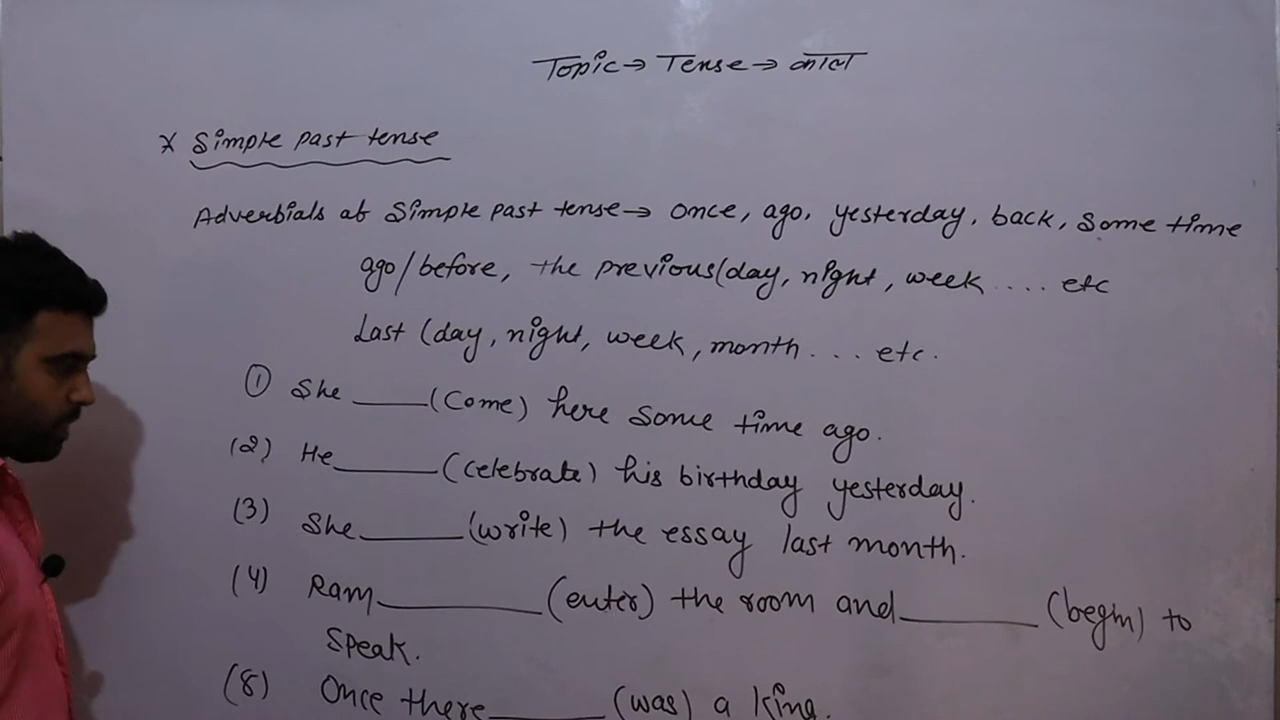 Topic → Tense → काल
* Simple past tense
Adverbials of Simple past tense → once, ago, yesterday, back, some time
ago/before, the previous(day, night, week .... etc
Last (day, night, week, month ... etc.
① She ____(Come) here some time ago.
(2) He______(celebrate) his birthday yesterday.
(3) She______(write) the essay last month.
(4) Ram_________(enter) the room and________(begin) to
speak.
(8) Once there_______(was) a king.